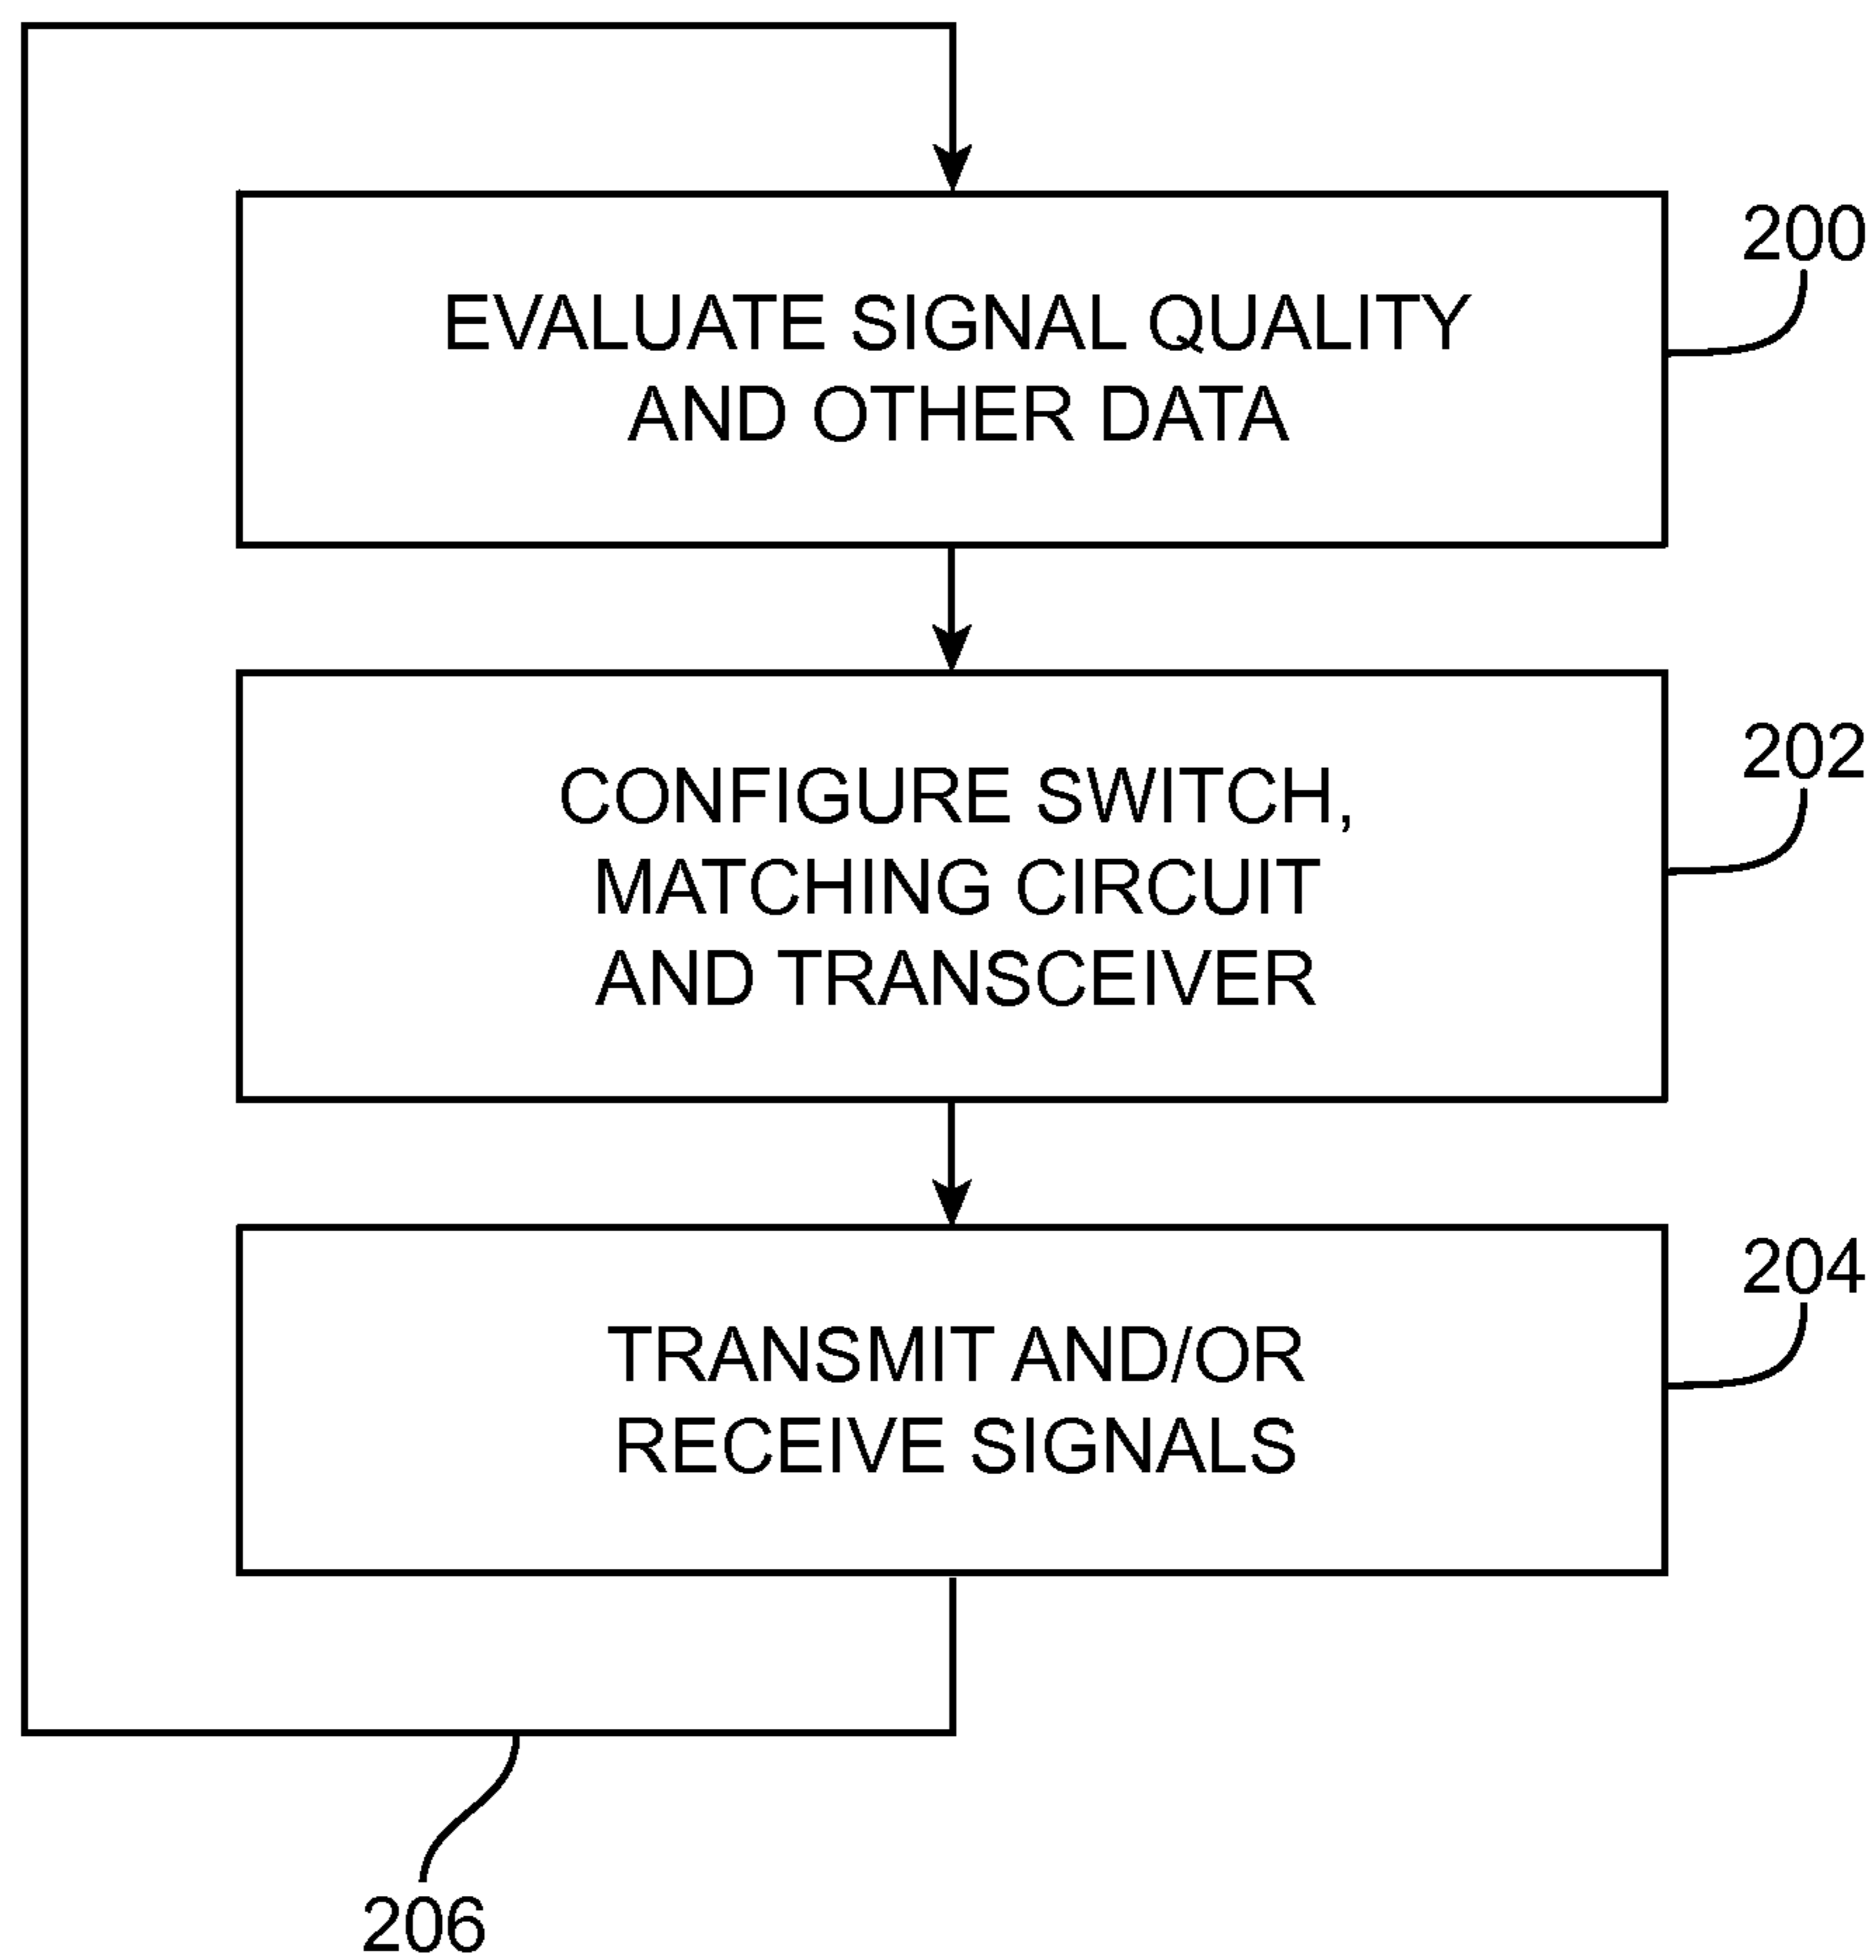 EVALUATE SIGNAL QUALITY
AND OTHER DATA
200
CONFIGURE SWITCH,
MATCHING CIRCUIT
AND TRANSCEIVER
202
TRANSMIT AND/OR
RECEIVE SIGNALS
204
206